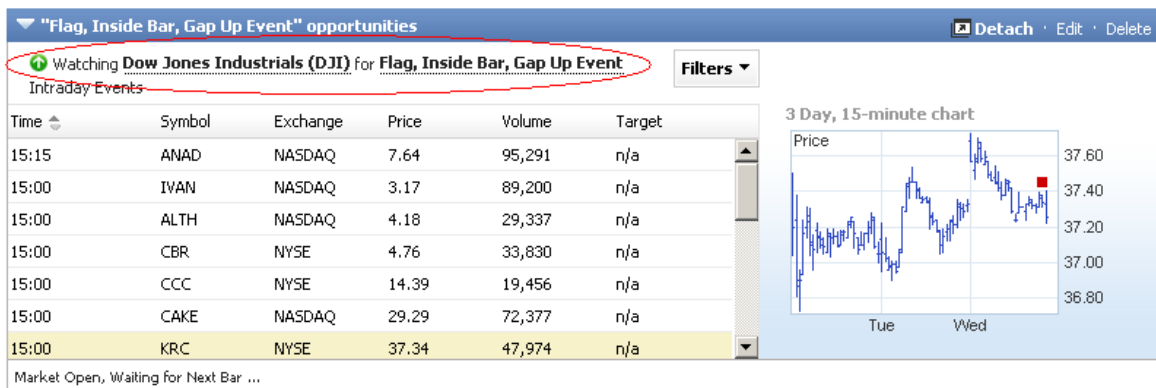 "Flag, Inside Bar, Gap Up Event" opportunities Detach · Edit · Delete
Watching Dow Jones Industrials (DJI) for Flag, Inside Bar, Gap Up Event Filters
Intraday Events
Time Symbol Exchange Price Volume Target
15:15 ANAD NASDAQ 7.64 95,291 n/a
15:00 IVAN NASDAQ 3.17 89,200 n/a
15:00 ALTH NASDAQ 4.18 29,337 n/a
15:00 CBR NYSE 4.76 33,830 n/a
15:00 CCC NYSE 14.39 19,456 n/a
15:00 CAKE NASDAQ 29.29 72,377 n/a
15:00 KRC NYSE 37.34 47,974 n/a
Market Open, Waiting for Next Bar ...
3 Day, 15-minute chart
Price
37.60
37.40
37.20
37.00
36.80
Tue Wed